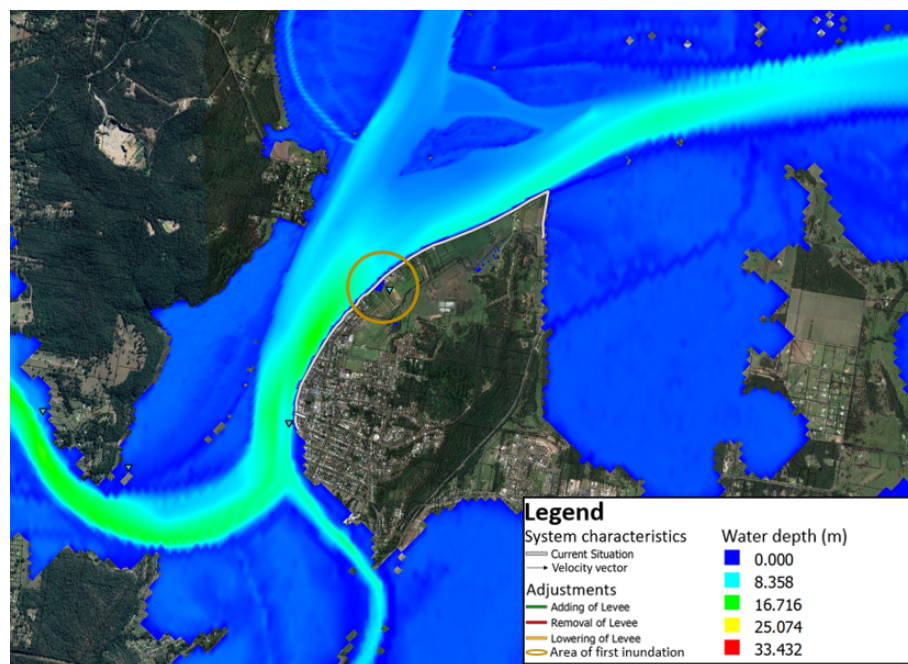 Legend
System characteristics
Current Situation
Velocity vector
Adjustments
Adding of Levee
Removal of Levee
Lowering of Levee
Area of first inundation
Water depth (m)
0.000
8.358
16.716
25.074
33.432